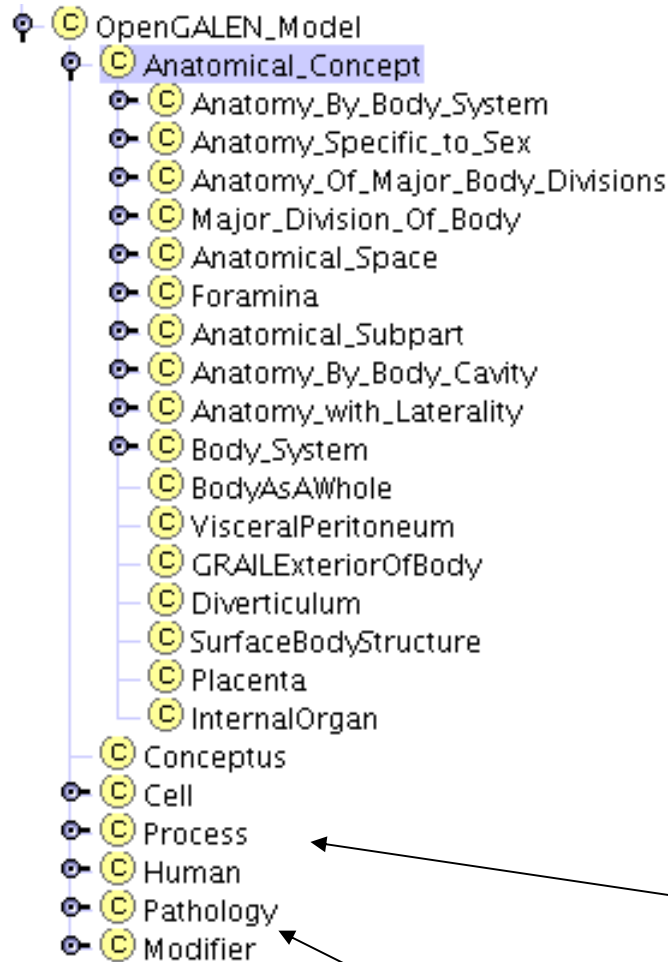 C OpenGALEN_Model
C Anatomical_Concept
C Anatomy_By_Body_System
C Anatomy_Specific_to_Sex
C Anatomy_Of_Major_Body_Divisions
C Major_Division_Of_Body
C Anatomical_Space
C Foramina
C Anatomical_Subpart
C Anatomy_By_Body_Cavity
C Anatomy_with_Laterality
C Body_System
C BodyAsAWhole
C VisceralPeritoneum
C GRAILExteriorOfBody
C Diverticulum
C SurfaceBodyStructure
C Placenta
C InternalOrgan
C Conceptus
C Cell
C Process
C Human
C Pathology
C Modifier